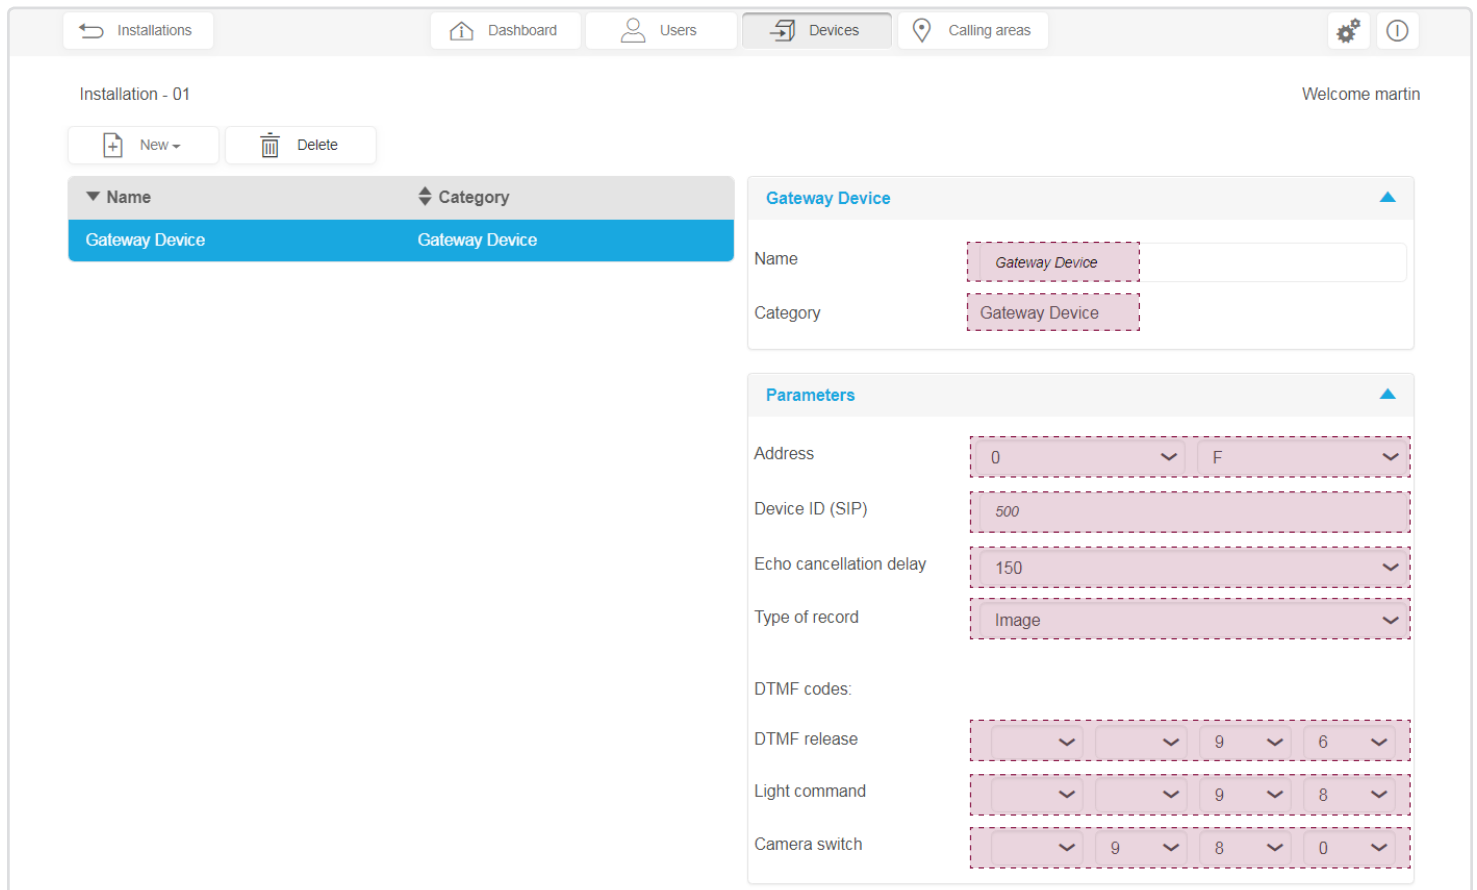 Installations Dashboard Users Devices Calling areas
Installation - 01 Welcome martin
New Delete
Name Category
Gateway Device Gateway Device
Gateway Device
Name Gateway Device
Category Gateway Device
Parameters
Address 0 F
Device ID (SIP) 500
Echo cancellation delay 150
Type of record Image
DTMF codes:
DTMF release 9 6
Light command 9 8
Camera switch 9 8 0